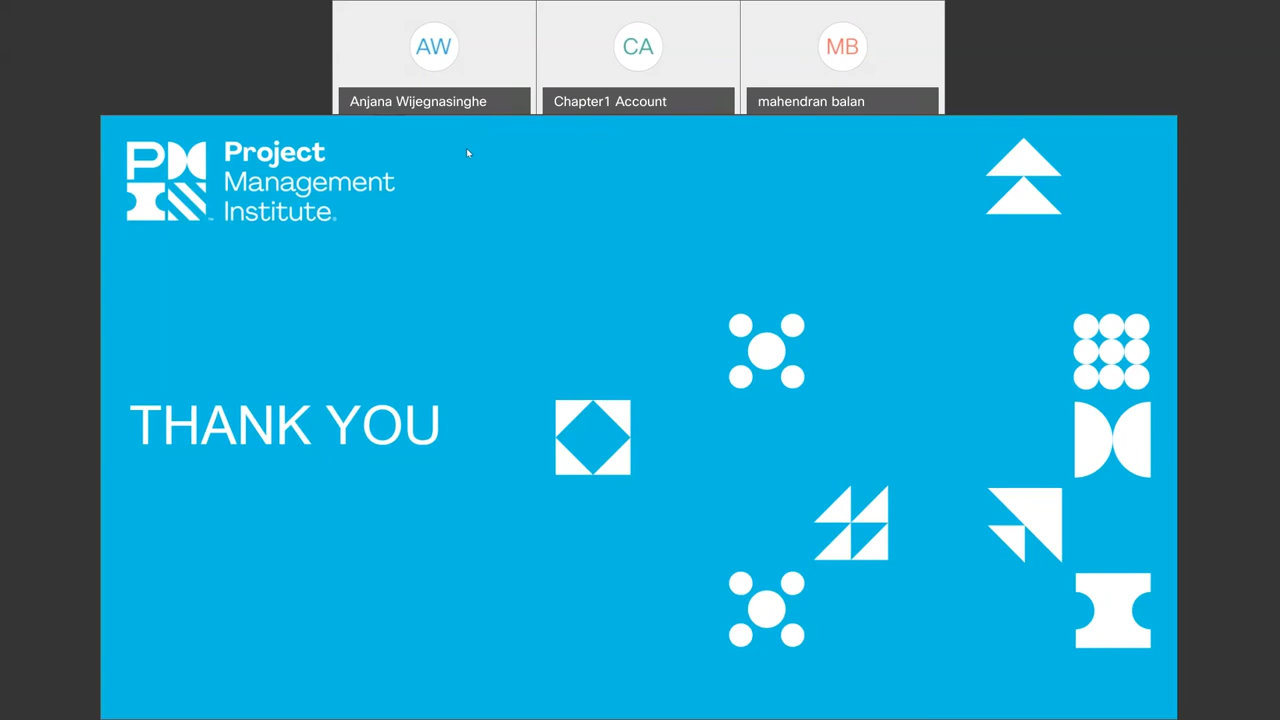 AW
CA
MB
Anjana Wijegnasinghe
Chapter1 Account
mahendran balan
Project
Management
Institute.
THANK YOU